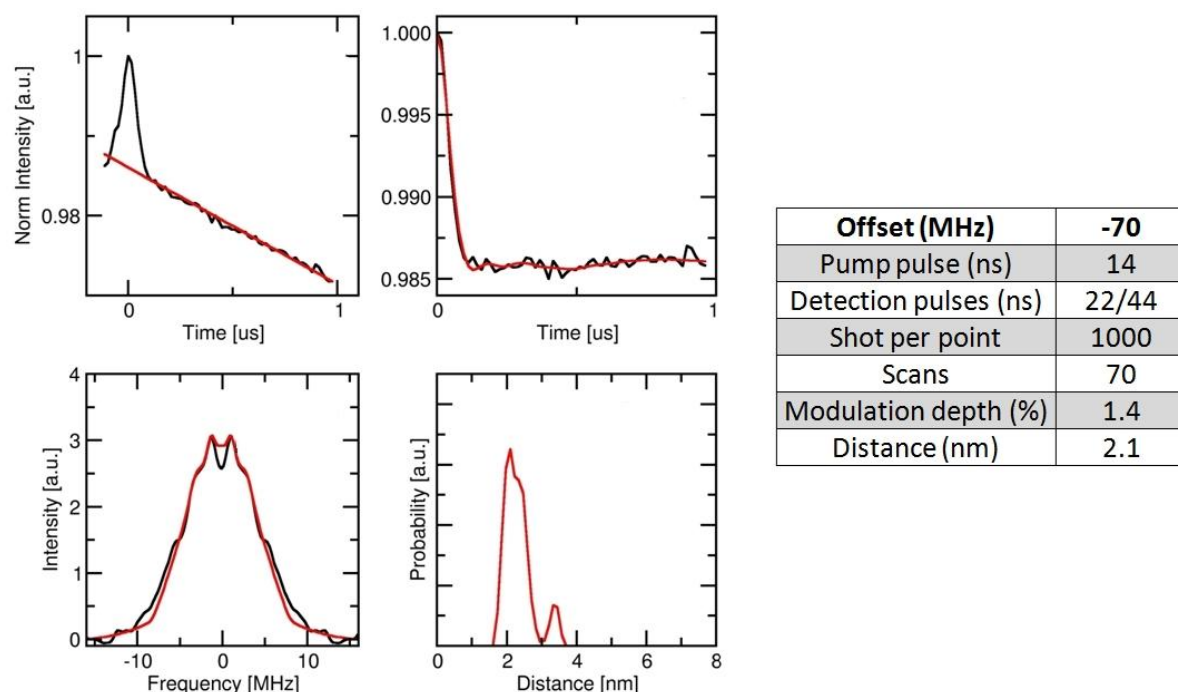 Norm Intensity [a.u.]
1
0.98
0
1
Time [us]
1.000
0.995
0.990
0.985
0
1
Time [us]
Intensity [a.u.]
4
3
2
1
0
-10
0
10
Frequency [MHz]
Probability [a.u.]
0
2
4
6
8
Distance [nm]
Offset (MHz) -70
Pump pulse (ns) 14
Detection pulses (ns) 22/44
Shot per point 1000
Scans 70
Modulation depth (%) 1.4
Distance (nm) 2.1